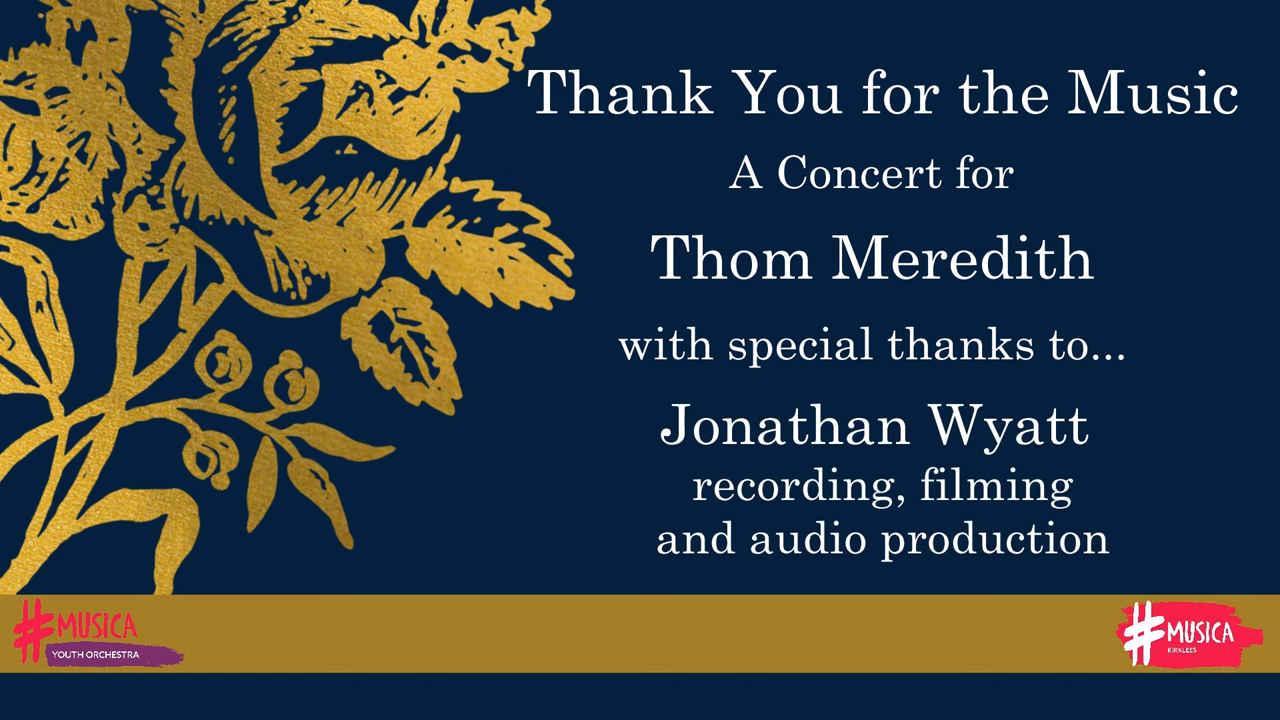 Thank You for the Music
A Concert for
Thom Meredith
with special thanks to...
Jonathan Wyatt
recording, filming
and audio production
#MUSICA
YOUTH ORCHESTRA
#MUSICA
KIRKLEES